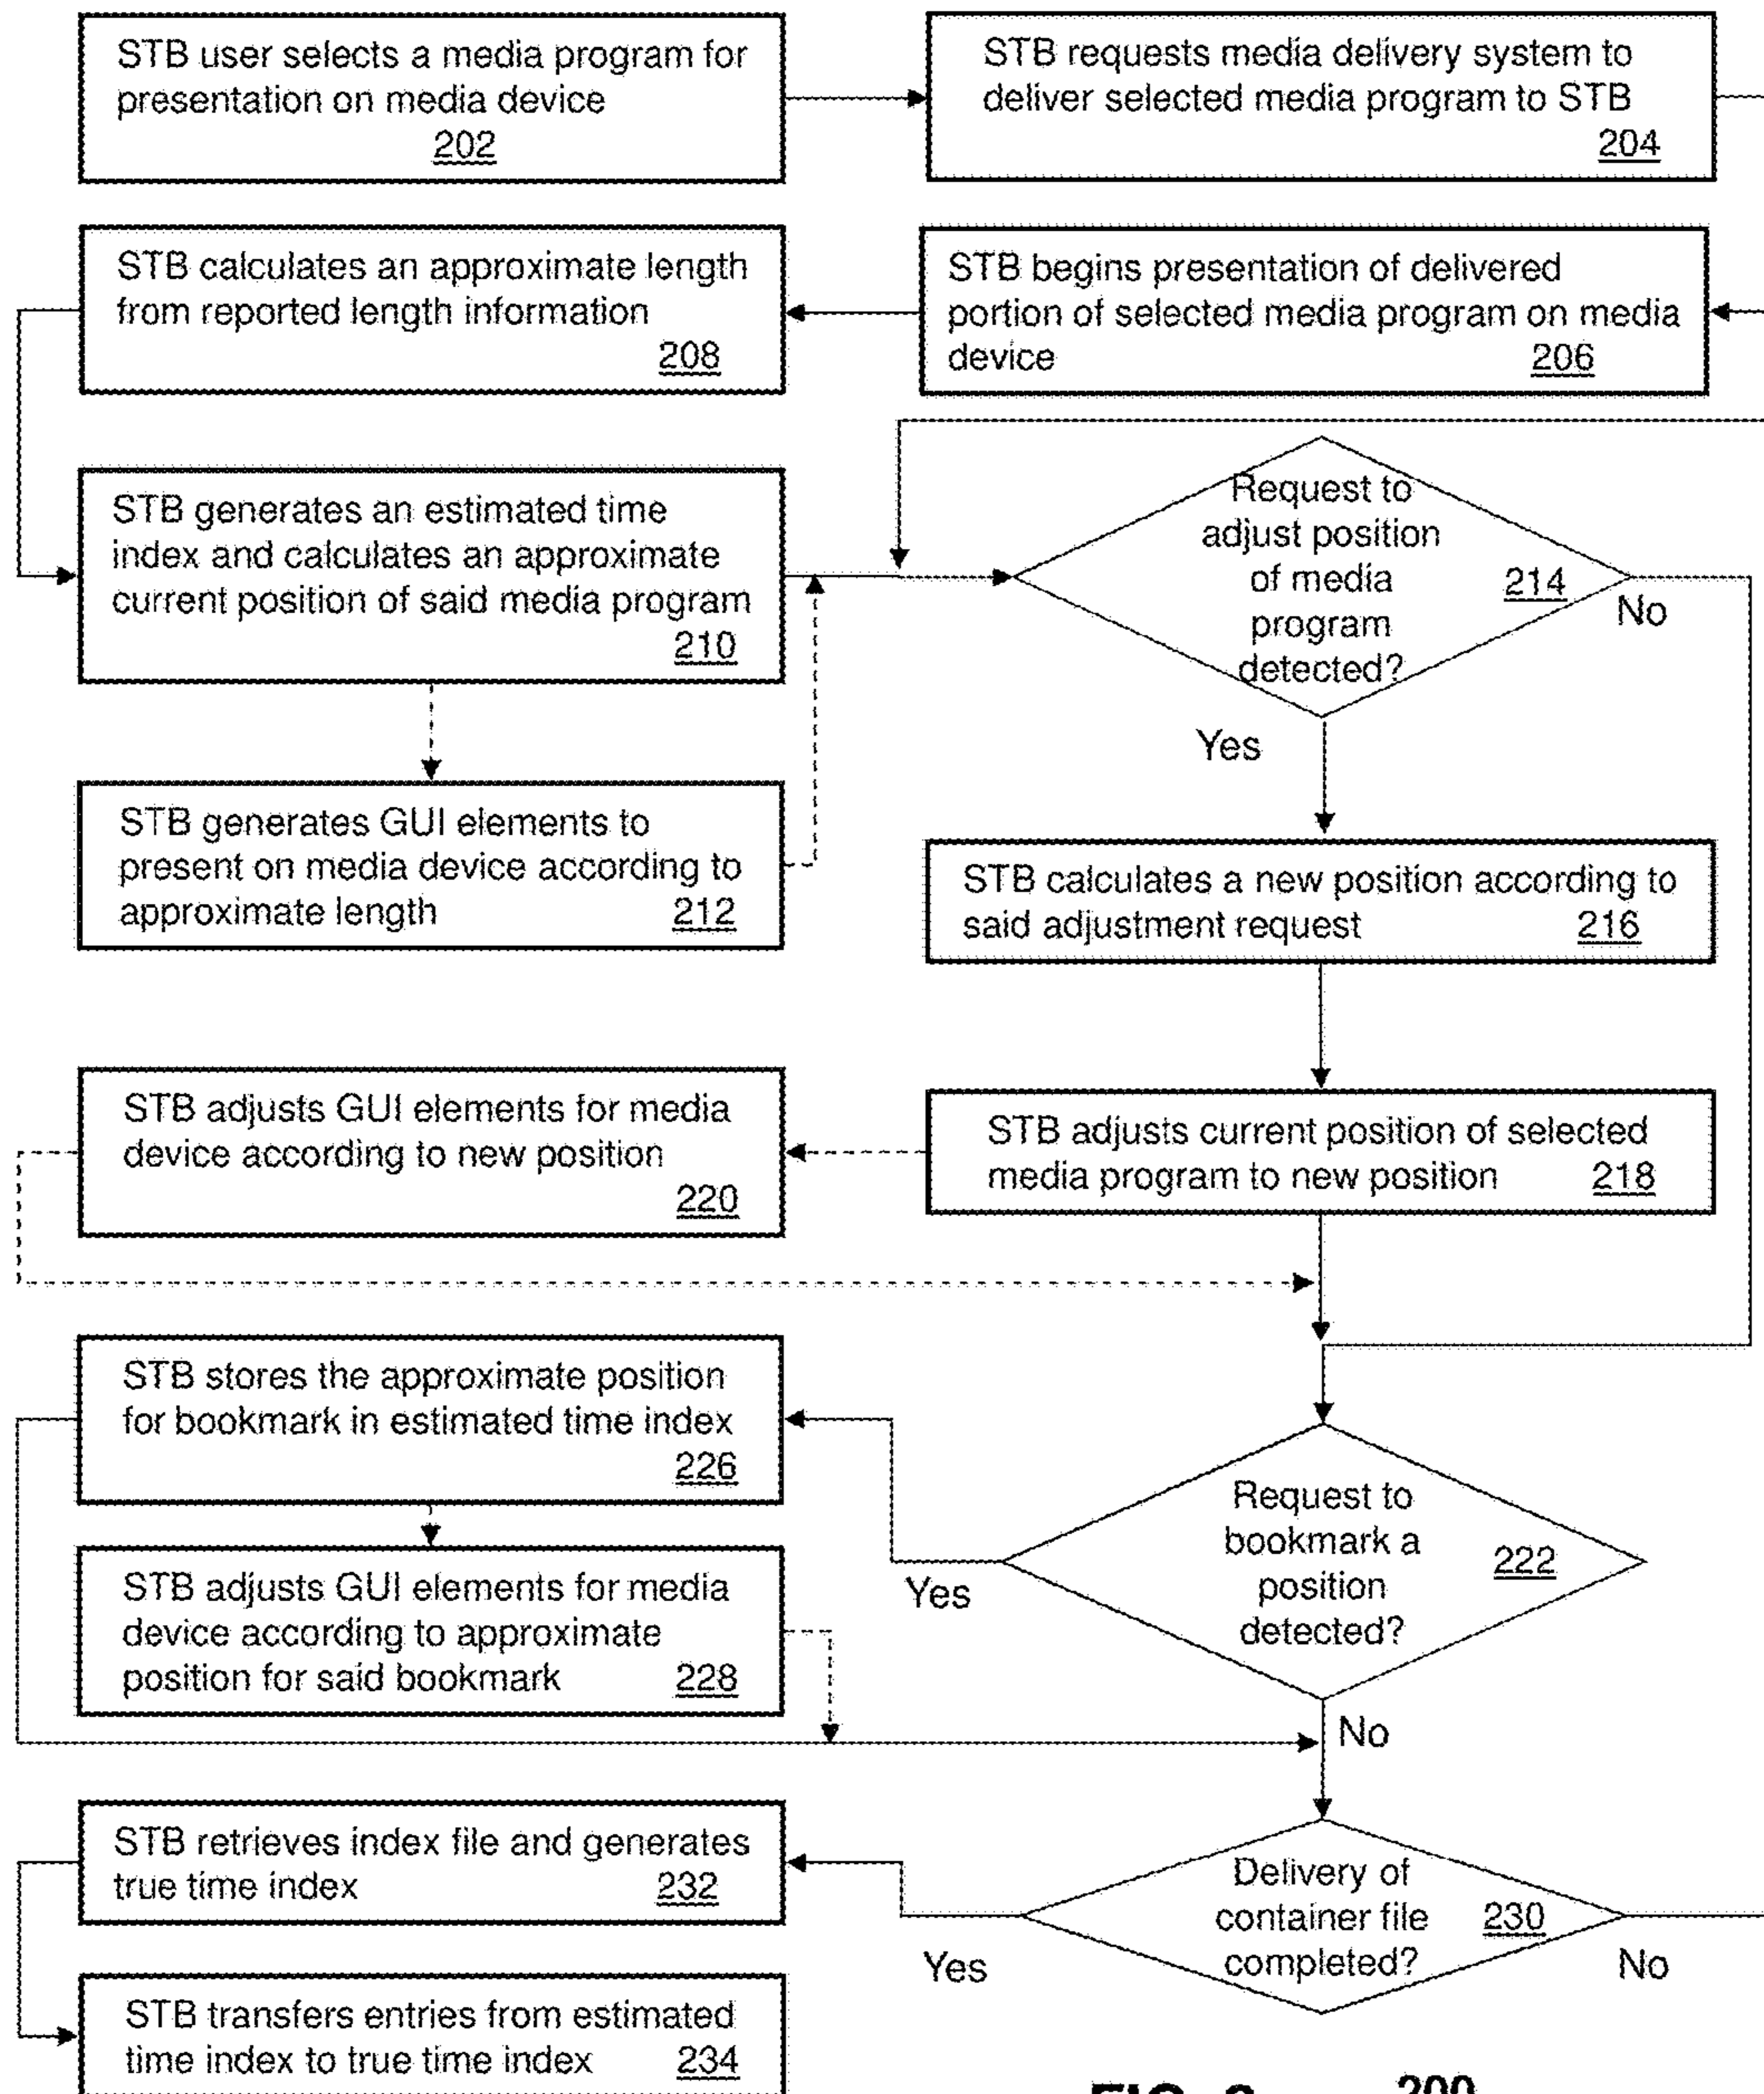 STB user selects a media program for
presentation on media device
202
STB requests media delivery system to
deliver selected media program to STB
204
STB calculates an approximate length
from reported length information
208
STB begins presentation of delivered
portion of selected media program on media
device 206
STB generates an estimated time
index and calculates an approximate
current position of said media program
210
Request to
adjust position
of media
program
detected?
214
No
Yes
STB generates GUI elements to
present on media device according to
approximate length 212
STB calculates a new position according to
said adjustment request 216
STB adjusts GUI elements for media
device according to new position
220
STB adjusts current position of selected
media program to new position 218
STB stores the approximate position
for bookmark in estimated time index
226
Request to
bookmark a
position
detected?
222
Yes
No
STB adjusts GUI elements for media
device according to approximate
position for said bookmark 228
STB retrieves index file and generates
true time index 232
Delivery of
container file
completed?
230
Yes
No
STB transfers entries from estimated
time index to true time index 234